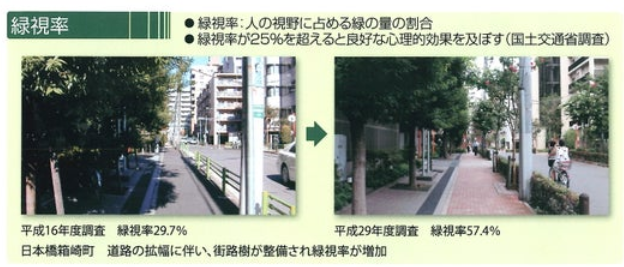 緑視率
●緑視率：人の視野に占める緑の量の割合
●緑視率が25%を超えると良好な心理的効果を及ぼす（国土交通省調査）
平成16年度調査　緑視率29.7%
平成29年度調査　緑視率57.4%
日本橋箱崎町　道路の拡幅に伴い、街路樹が整備され緑視率が増加